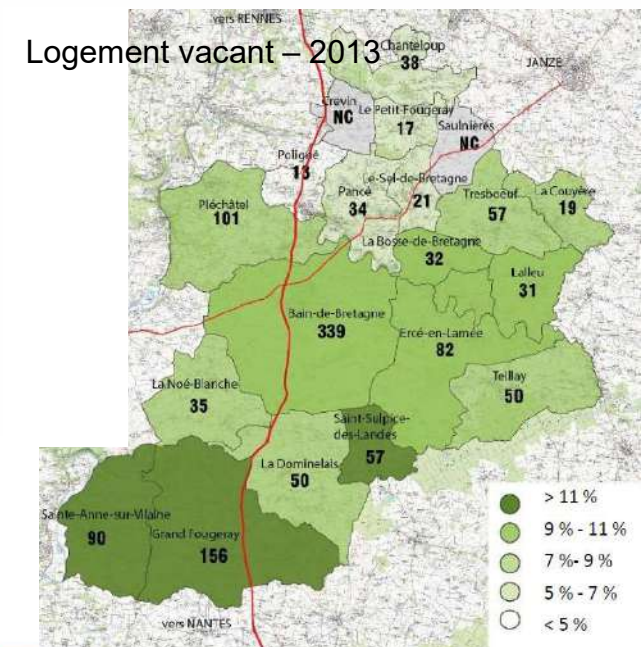 vers RENNES
Logement vacant – 2013
Chanteloup
38
JANZE
Crevin
NC
Le Petit-Fougeray
17
Saulnières
NC
Poligné
13
Le-Sel-de-Bretagne
21
Pancé
34
Tresboeuf
57
La Couyère
19
Pléchâtel
101
La Bosse-de-Bretagne
32
Lalleu
31
Bain-de-Bretagne
339
Ercé-en-Lamée
82
Teillay
50
La Noé-Blanche
35
Saint-Sulpice-
des-Landes
57
La Dominelais
50
Sainte-Anne-sur-Vilaine
90
Grand Fougeray
156
vers NANTES
> 11 %
9 % - 11 %
7 %- 9 %
5 % - 7 %
< 5 %